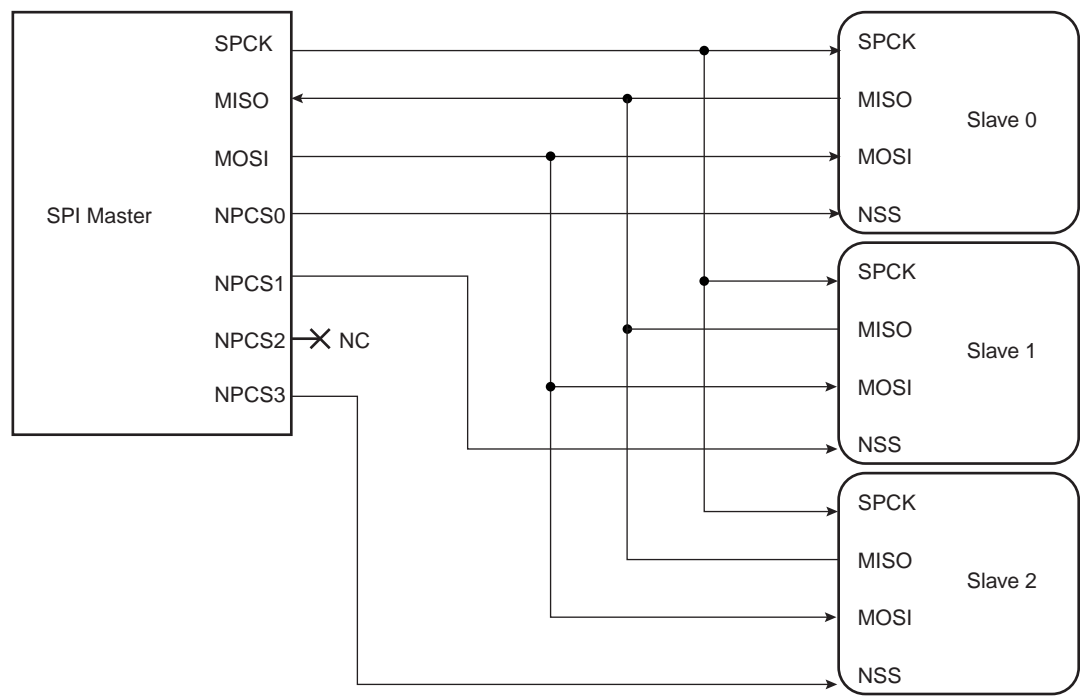 SPI Master
SPCK
MISO
MOSI
NPCS0
NPCS1
NPCS2
NC
NPCS3
SPCK
MISO
Slave 0
MOSI
NSS
SPCK
MISO
Slave 1
MOSI
NSS
SPCK
MISO
Slave 2
MOSI
NSS